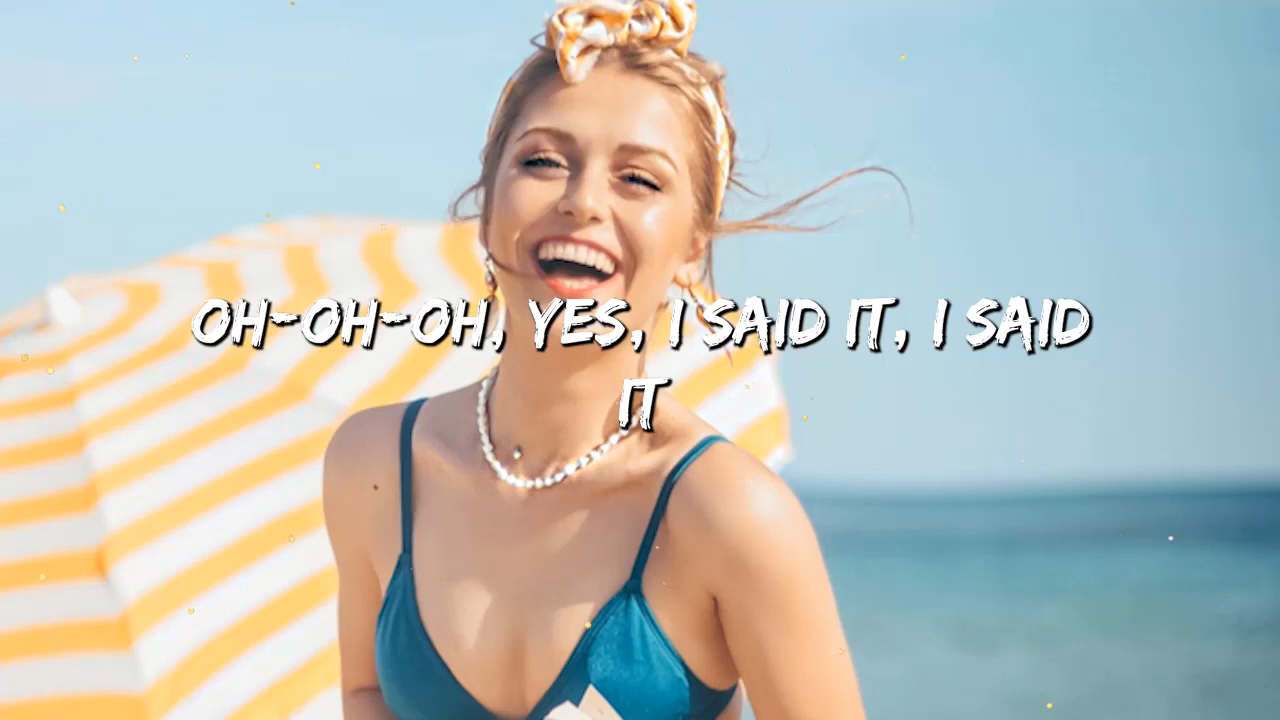 OH-OH-OH, YES, I SAID IT, I SAID
IT